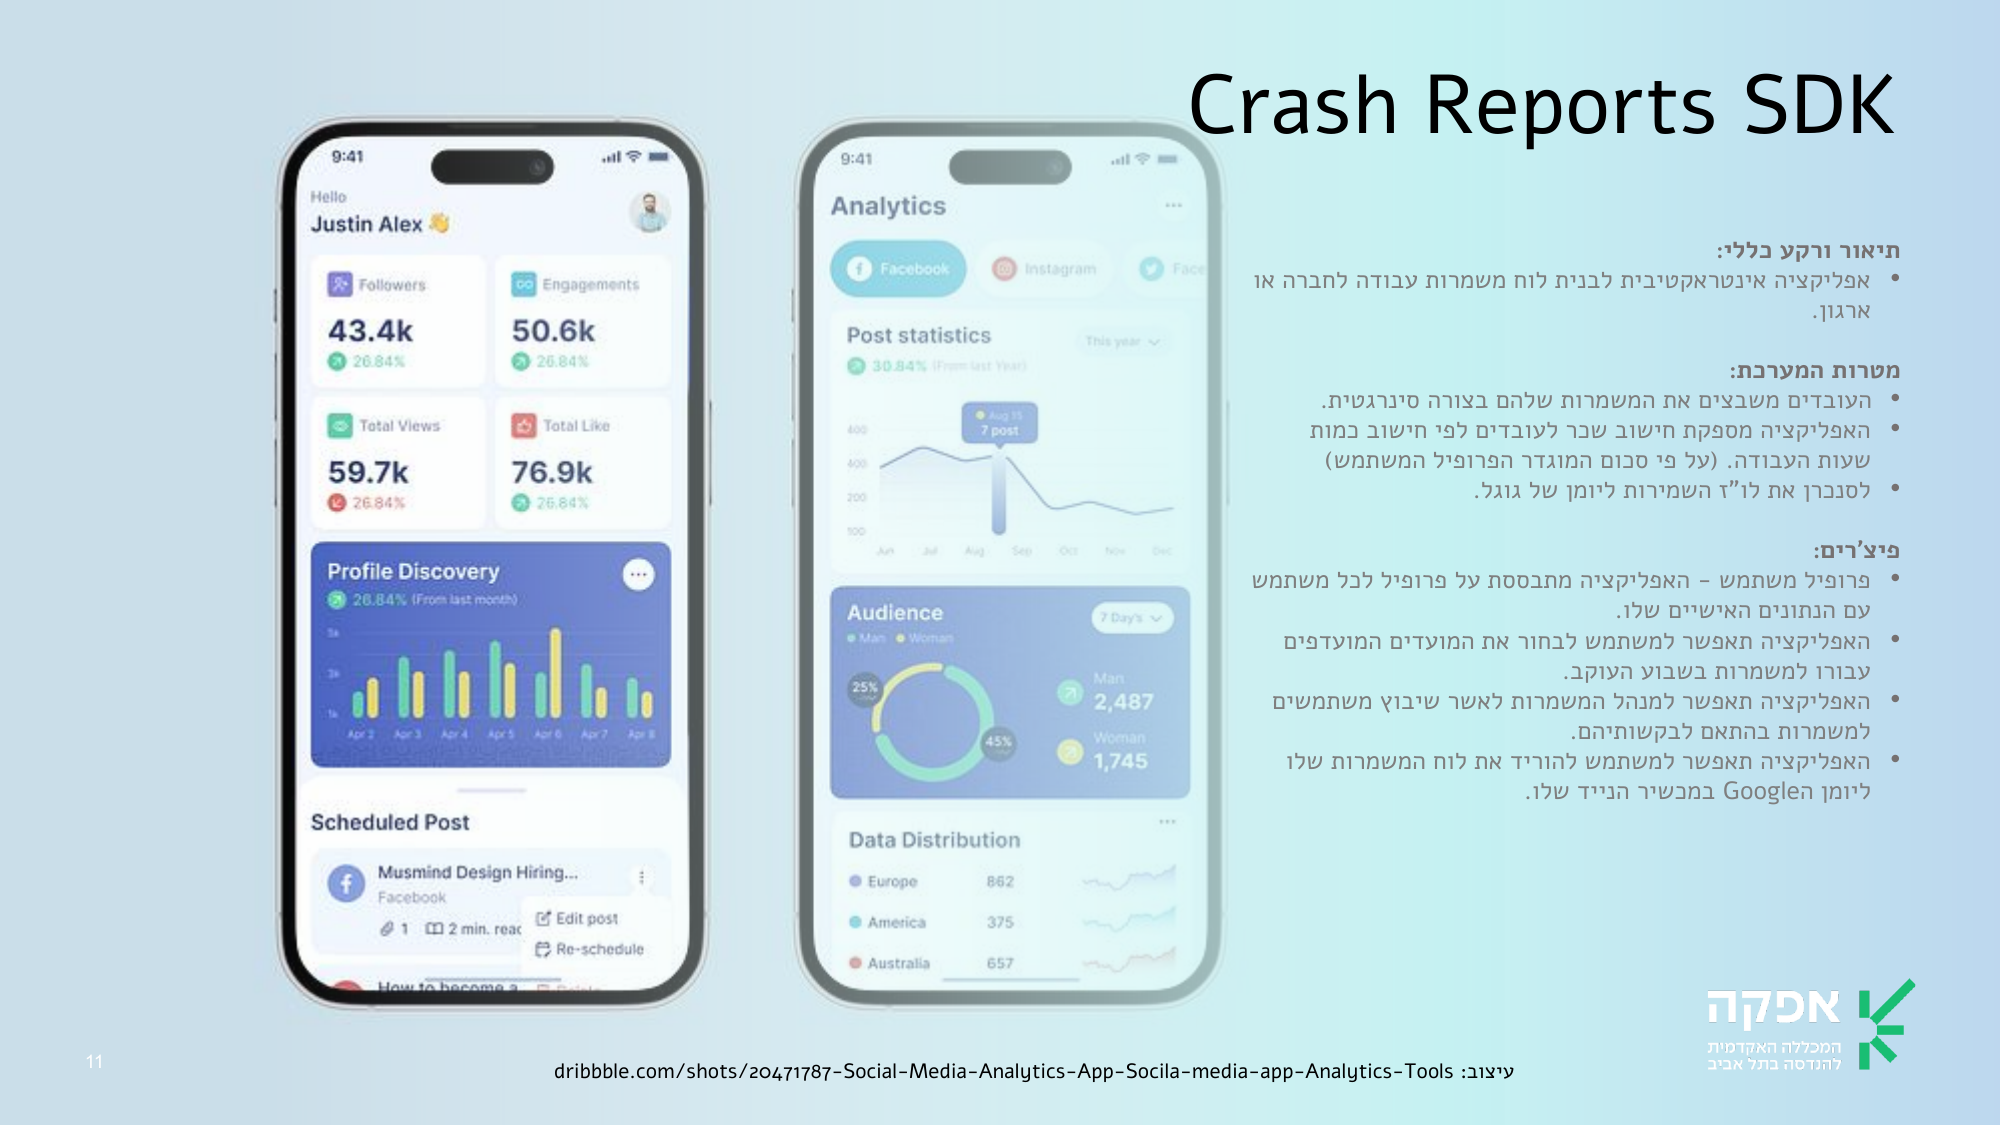 Crash Reports SDK
תיאור ורקע כללי:
• אפליקציה אינטראקטיבית לבנית לוח משמרות עבודה לחברה או
ארגון.
מטרות המערכת:
• העובדים משבצים את המשמרות שלהם בצורה סינרגטית.
• האפליקציה מספקת חישוב שכר לעובדים לפי חישוב כמות
שעות העבודה. (על פי סכום המוגדר הפרופיל המשתמש)
• לסנכרן את לו"ז השמירות ליומן של גוגל.
פיצ'רים:
• פרופיל משתמש – האפליקציה מתבססת על פרופיל לכל משתמש
עם הנתונים האישיים שלו.
• האפליקציה תאפשר למשתמש לבחור את המועדים המועדפים
עבורו למשמרות בשבוע העוקב.
• האפליקציה תאפשר למנהל המשמרות לאשר שיבוץ משתמשים
למשמרות בהתאם לבקשותיהם.
• האפליקציה תאפשר למשתמש להוריד את לוח המשמרות שלו
ליומן הGoogle במכשיר הנייד שלו.
9:41
Hello
Justin Alex 👋
Followers
43.4k
26.84%
Engagements
50.6k
26.84%
Total Views
59.7k
26.84%
Total Like
76.9k
26.84%
Profile Discovery
26.84% (From last month)
5k
3k
1k
Apr 2 Apr 3 Apr 4 Apr 5 Apr 6 Apr 7 Apr 8
Scheduled Post
Musmind Design Hiring...
Facebook
1 2 min. read
Edit post
Re-schedule
Delete
How to become a
9:41
Analytics
Facebook Instagram Face
Post statistics
This year
30.84% (From last Year)
Aug 15
7 post
600
400
200
100
Jun Jul Aug Sep Oct Nov Dec
Audience
7 Day's
Man Woman
25%
45%
Man
2,487
Woman
1,745
Data Distribution
Europe 862
America 375
Australia 657
אפקה
המכללה האקדמית
להנדסה בתל אביב
11
עיצוב: dribbble.com/shots/20471787-Social-Media-Analytics-App-Socila-media-app-Analytics-Tools